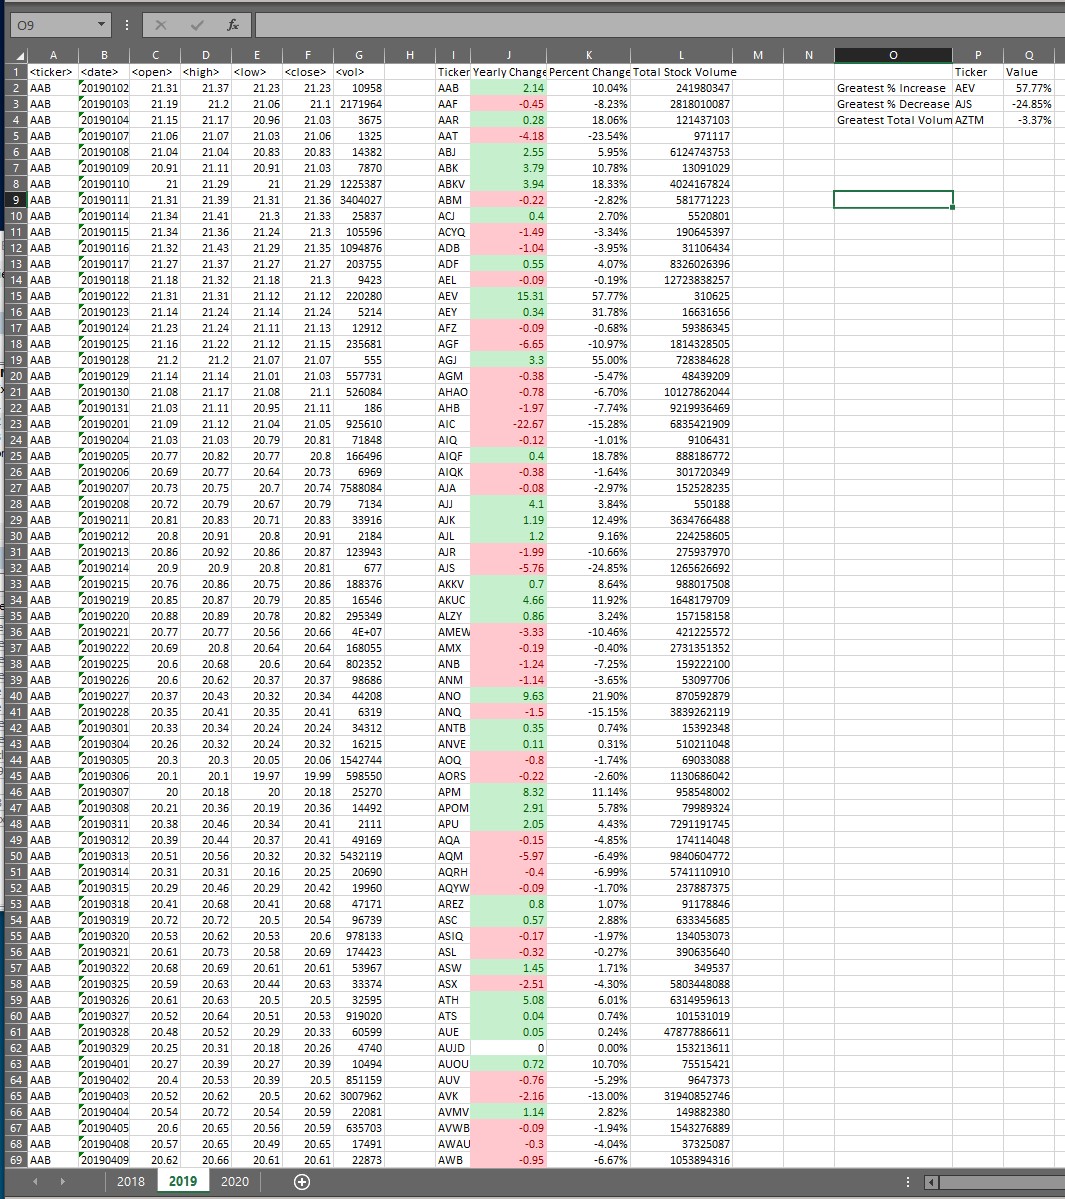 O9 fx
A B C D E F G H I J K L M N O P Q
1 <ticker> <date> <open> <high> <low> <close> <vol> Ticker Yearly Change Percent Change Total Stock Volume Ticker Value
2 AAB 20190102 21.31 21.37 21.23 21.23 10958 AAB 2.14 10.04% 241980347 Greatest % Increase AEV 57.77%
3 AAB 20190103 21.19 21.2 21.06 21.1 2171964 AAF -0.45 -8.23% 2818010087 Greatest % Decrease AJS -24.85%
4 AAB 20190104 21.15 21.17 20.96 21.03 3675 AAR 0.28 18.06% 121437103 Greatest Total Volum AZTM -3.37%
5 AAB 20190107 21.06 21.07 21.03 21.06 1325 AAT -4.18 -23.54% 971117
6 AAB 20190108 21.04 21.04 20.83 20.83 14382 ABJ 2.55 5.95% 6124743753
7 AAB 20190109 20.91 21.11 20.91 21.03 7870 ABK 3.79 10.78% 13091029
8 AAB 20190110 21 21.29 21 21.29 1225387 ABKV 3.94 18.33% 4024167824
9 AAB 20190111 21.31 21.39 21.31 21.36 3404027 ABM -0.22 -2.82% 581771223
10 AAB 20190114 21.34 21.41 21.3 21.33 25837 ACJ 0.4 2.70% 5520801
11 AAB 20190115 21.34 21.36 21.24 21.3 105596 ACYQ -1.49 -3.34% 190645397
12 AAB 20190116 21.32 21.43 21.29 21.35 1094876 ADB -1.04 -3.95% 31106434
13 AAB 20190117 21.27 21.37 21.27 21.27 203755 ADF 0.55 4.07% 8326026396
14 AAB 20190118 21.18 21.32 21.18 21.3 9423 AEL -0.09 -0.19% 12723838257
15 AAB 20190122 21.31 21.31 21.12 21.12 220280 AEV 15.31 57.77% 310625
16 AAB 20190123 21.14 21.24 21.14 21.24 5214 AEY 0.34 31.78% 16631656
17 AAB 20190124 21.23 21.24 21.11 21.13 12912 AFZ -0.09 -0.68% 59386345
18 AAB 20190125 21.16 21.22 21.12 21.15 235681 AGF -6.65 -10.97% 1814328505
19 AAB 20190128 21.2 21.2 21.07 21.07 555 AGJ 3.3 55.00% 728384628
20 AAB 20190129 21.14 21.14 21.01 21.03 557731 AGM -0.38 -5.47% 48439209
21 AAB 20190130 21.08 21.17 21.08 21.1 526084 AHAO -0.78 -6.70% 10127862044
22 AAB 20190131 21.03 21.11 20.95 21.11 186 AHB -1.97 -7.74% 9219936469
23 AAB 20190201 21.09 21.12 21.04 21.05 925610 AIC -22.67 -15.28% 6835421909
24 AAB 20190204 21.03 21.03 20.79 20.81 71848 AIQ -0.12 -1.01% 9106431
25 AAB 20190205 20.77 20.82 20.77 20.8 166496 AIQF 0.4 18.78% 888186772
26 AAB 20190206 20.69 20.77 20.64 20.73 6969 AIQK -0.38 -1.64% 301720349
27 AAB 20190207 20.73 20.75 20.7 20.74 7588084 AJA -0.08 -2.97% 152528235
28 AAB 20190208 20.72 20.79 20.67 20.79 7134 AJJ 4.1 3.84% 550188
29 AAB 20190211 20.81 20.83 20.71 20.83 33916 AJK 1.19 12.49% 3634766488
30 AAB 20190212 20.8 20.91 20.8 20.91 2184 AJL 1.2 9.16% 224258605
31 AAB 20190213 20.86 20.92 20.86 20.87 123943 AJR -1.99 -10.66% 275937970
32 AAB 20190214 20.9 20.9 20.8 20.81 677 AJS -5.76 -24.85% 1265626692
33 AAB 20190215 20.76 20.86 20.75 20.86 188376 AKKV 0.7 8.64% 988017508
34 AAB 20190219 20.85 20.87 20.79 20.85 16546 AKUC 4.66 11.92% 1648179709
35 AAB 20190220 20.88 20.89 20.78 20.82 295349 ALZY 0.86 3.24% 157158158
36 AAB 20190221 20.77 20.77 20.56 20.66 4E+07 AMEW -3.33 -10.46% 421225572
37 AAB 20190222 20.69 20.8 20.64 20.64 168055 AMX -0.19 -0.40% 2731351352
38 AAB 20190225 20.6 20.68 20.6 20.64 802352 ANB -1.24 -7.25% 159222100
39 AAB 20190226 20.6 20.62 20.37 20.37 98686 ANM -1.14 -3.65% 53097706
40 AAB 20190227 20.37 20.43 20.32 20.34 44208 ANO 9.63 21.90% 870592879
41 AAB 20190228 20.35 20.41 20.35 20.41 6319 ANQ -1.5 -15.15% 3839262119
42 AAB 20190301 20.33 20.34 20.24 20.24 34312 ANTB 0.35 0.74% 15392348
43 AAB 20190304 20.26 20.32 20.24 20.32 16215 ANVE 0.11 0.31% 510211048
44 AAB 20190305 20.3 20.3 20.05 20.06 1542744 AOQ -0.8 -1.74% 69033088
45 AAB 20190306 20.1 20.1 19.97 19.99 598550 AORS -0.22 -2.60% 1130686042
46 AAB 20190307 20 20.18 20 20.18 25270 APM 8.32 11.14% 958548002
47 AAB 20190308 20.21 20.36 20.19 20.36 14492 APOM 2.91 5.78% 79989324
48 AAB 20190311 20.38 20.46 20.34 20.41 2111 APU 2.05 4.43% 7291191745
49 AAB 20190312 20.39 20.44 20.37 20.41 49169 AQA -0.15 -4.85% 174114048
50 AAB 20190313 20.51 20.56 20.32 20.32 5432119 AQM -5.97 -6.49% 9840604772
51 AAB 20190314 20.31 20.31 20.16 20.25 20690 AQRH -0.4 -6.99% 5741110910
52 AAB 20190315 20.29 20.46 20.29 20.42 19960 AQYW -0.09 -1.70% 237887375
53 AAB 20190318 20.41 20.68 20.41 20.68 47171 AREZ 0.8 1.07% 91178846
54 AAB 20190319 20.72 20.72 20.5 20.54 96739 ASC 0.57 2.88% 633345685
55 AAB 20190320 20.53 20.62 20.53 20.6 978133 ASIQ -0.17 -1.97% 134053073
56 AAB 20190321 20.61 20.73 20.58 20.69 174423 ASL -0.32 -0.27% 390635640
57 AAB 20190322 20.68 20.69 20.61 20.61 53967 ASW 1.45 1.71% 349537
58 AAB 20190325 20.59 20.63 20.44 20.63 33374 ASX -2.51 -4.30% 5803448088
59 AAB 20190326 20.61 20.63 20.5 20.5 32595 ATH 5.08 6.01% 6314959613
60 AAB 20190327 20.52 20.64 20.51 20.53 919020 ATS 0.04 0.74% 101531019
61 AAB 20190328 20.48 20.52 20.29 20.33 60599 AUE 0.05 0.24% 47877886611
62 AAB 20190329 20.25 20.31 20.18 20.26 4740 AUJD 0 0.00% 153213611
63 AAB 20190401 20.27 20.39 20.27 20.39 10494 AUOU 0.72 10.70% 75515421
64 AAB 20190402 20.4 20.53 20.39 20.5 851159 AUV -0.76 -5.29% 9647373
65 AAB 20190403 20.52 20.62 20.5 20.62 3007962 AVK -2.16 -13.00% 31940852746
66 AAB 20190404 20.54 20.72 20.54 20.59 22081 AVMV 1.14 2.82% 149882380
67 AAB 20190405 20.6 20.65 20.56 20.59 635703 AVWB -0.09 -1.94% 1543276889
68 AAB 20190408 20.57 20.65 20.49 20.65 17491 AWAU -0.3 -4.04% 37325087
69 AAB 20190409 20.62 20.66 20.61 20.61 22873 AWB -0.95 -6.67% 1053894316
2018 2019 2020